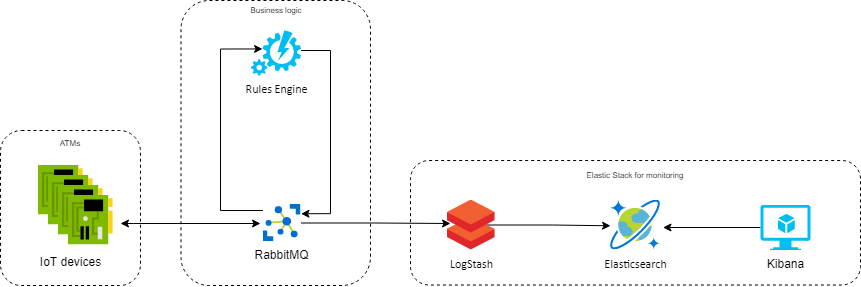 Business logic
Rules Engine
ATMs
Elastic Stack for monitoring
IoT devices
RabbitMQ
LogStash
Elasticsearch
Kibana